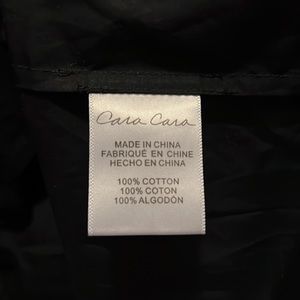 Cara Cara
MADE IN CHINA
FABRIQUÉ EN CHINE
HECHO EN CHINA
100% COTTON
100% COTON
100% ALGODÓN